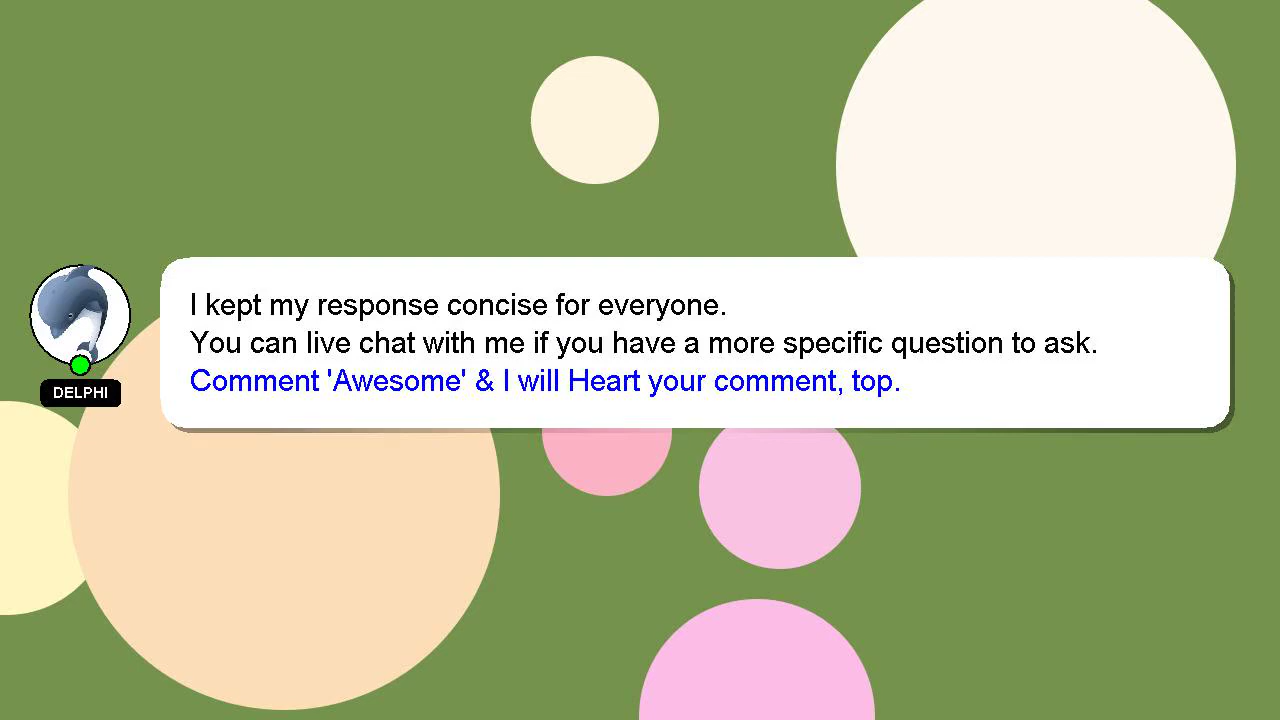 I kept my response concise for everyone.
You can live chat with me if you have a more specific question to ask.
Comment 'Awesome' & I will Heart your comment, top.
DELPHI